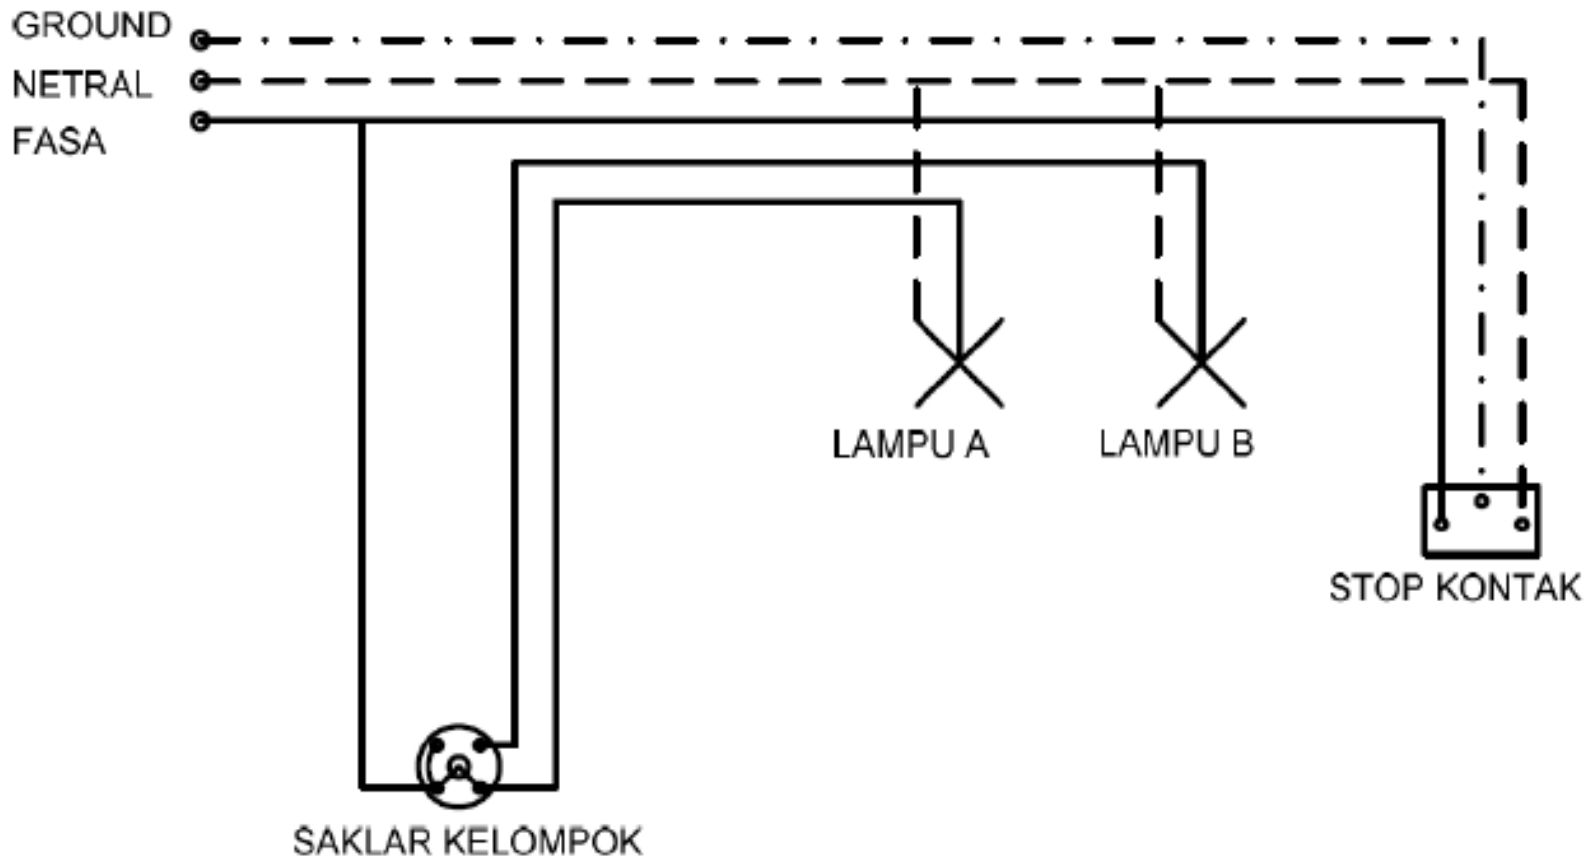 GROUND
NETRAL
FASA
LAMPU A
LAMPU B
STOP KONTAK
SAKLAR KELOMPOK